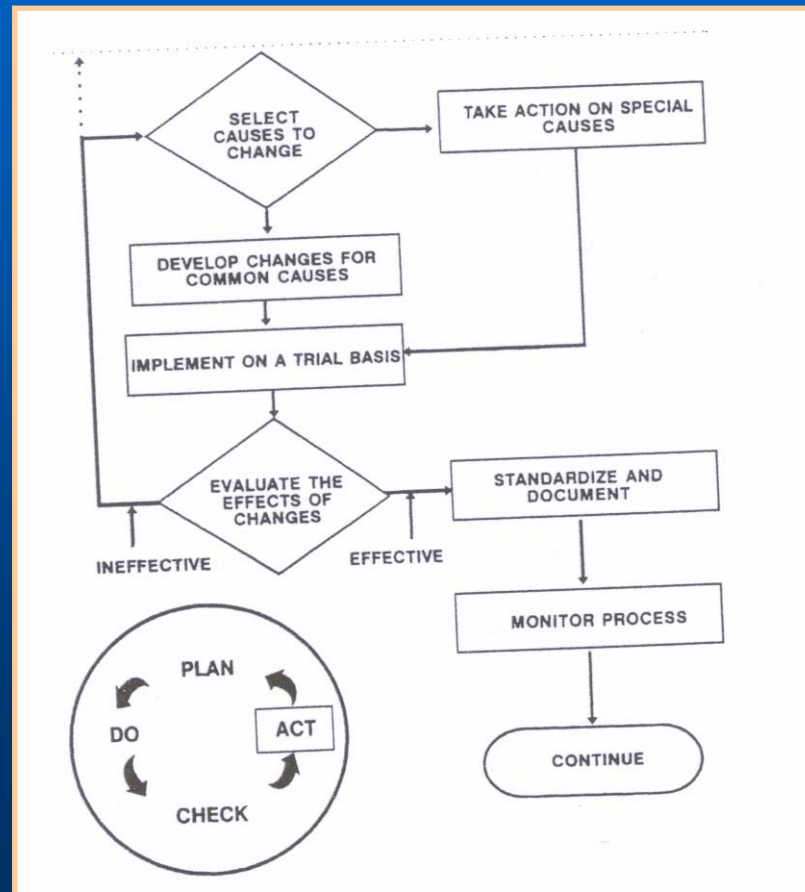 SELECT
CAUSES TO
CHANGE
TAKE ACTION ON SPECIAL
CAUSES
DEVELOP CHANGES FOR
COMMON CAUSES
IMPLEMENT ON A TRIAL BASIS
EVALUATE THE
EFFECTS OF
CHANGES
INEFFECTIVE
EFFECTIVE
STANDARDIZE AND
DOCUMENT
MONITOR PROCESS
CONTINUE
PLAN
DO
ACT
CHECK